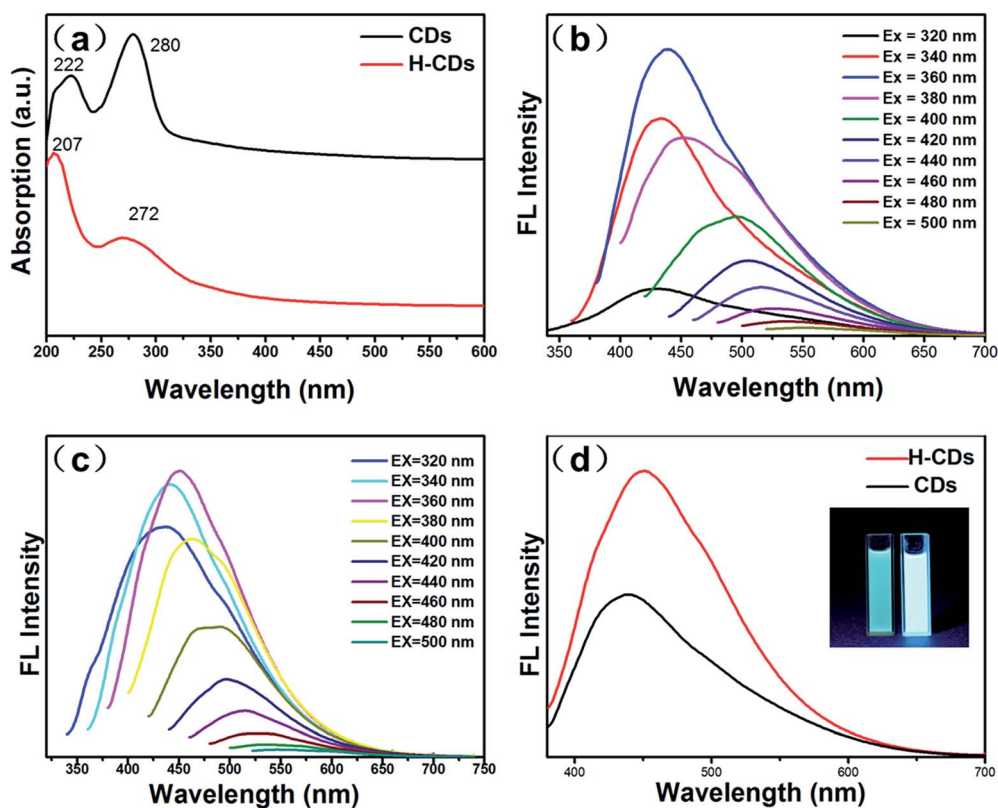 (a)
CDs
H-CDs
222
280
207
272
Absorption (a.u.)
200 250 300 350 400 450 500 550 600
Wavelength (nm)
(b)
Ex = 320 nm
Ex = 340 nm
Ex = 360 nm
Ex = 380 nm
Ex = 400 nm
Ex = 420 nm
Ex = 440 nm
Ex = 460 nm
Ex = 480 nm
Ex = 500 nm
FL Intensity
350 400 450 500 550 600 650 700
Wavelength (nm)
(c)
EX=320 nm
EX=340 nm
EX=360 nm
EX=380 nm
EX=400 nm
EX=420 nm
EX=440 nm
EX=460 nm
EX=480 nm
EX=500 nm
FL Intensity
350 400 450 500 550 600 650 700 750
Wavelength (nm)
(d)
H-CDs
CDs
FL Intensity
400 500 600 700
Wavelength (nm)